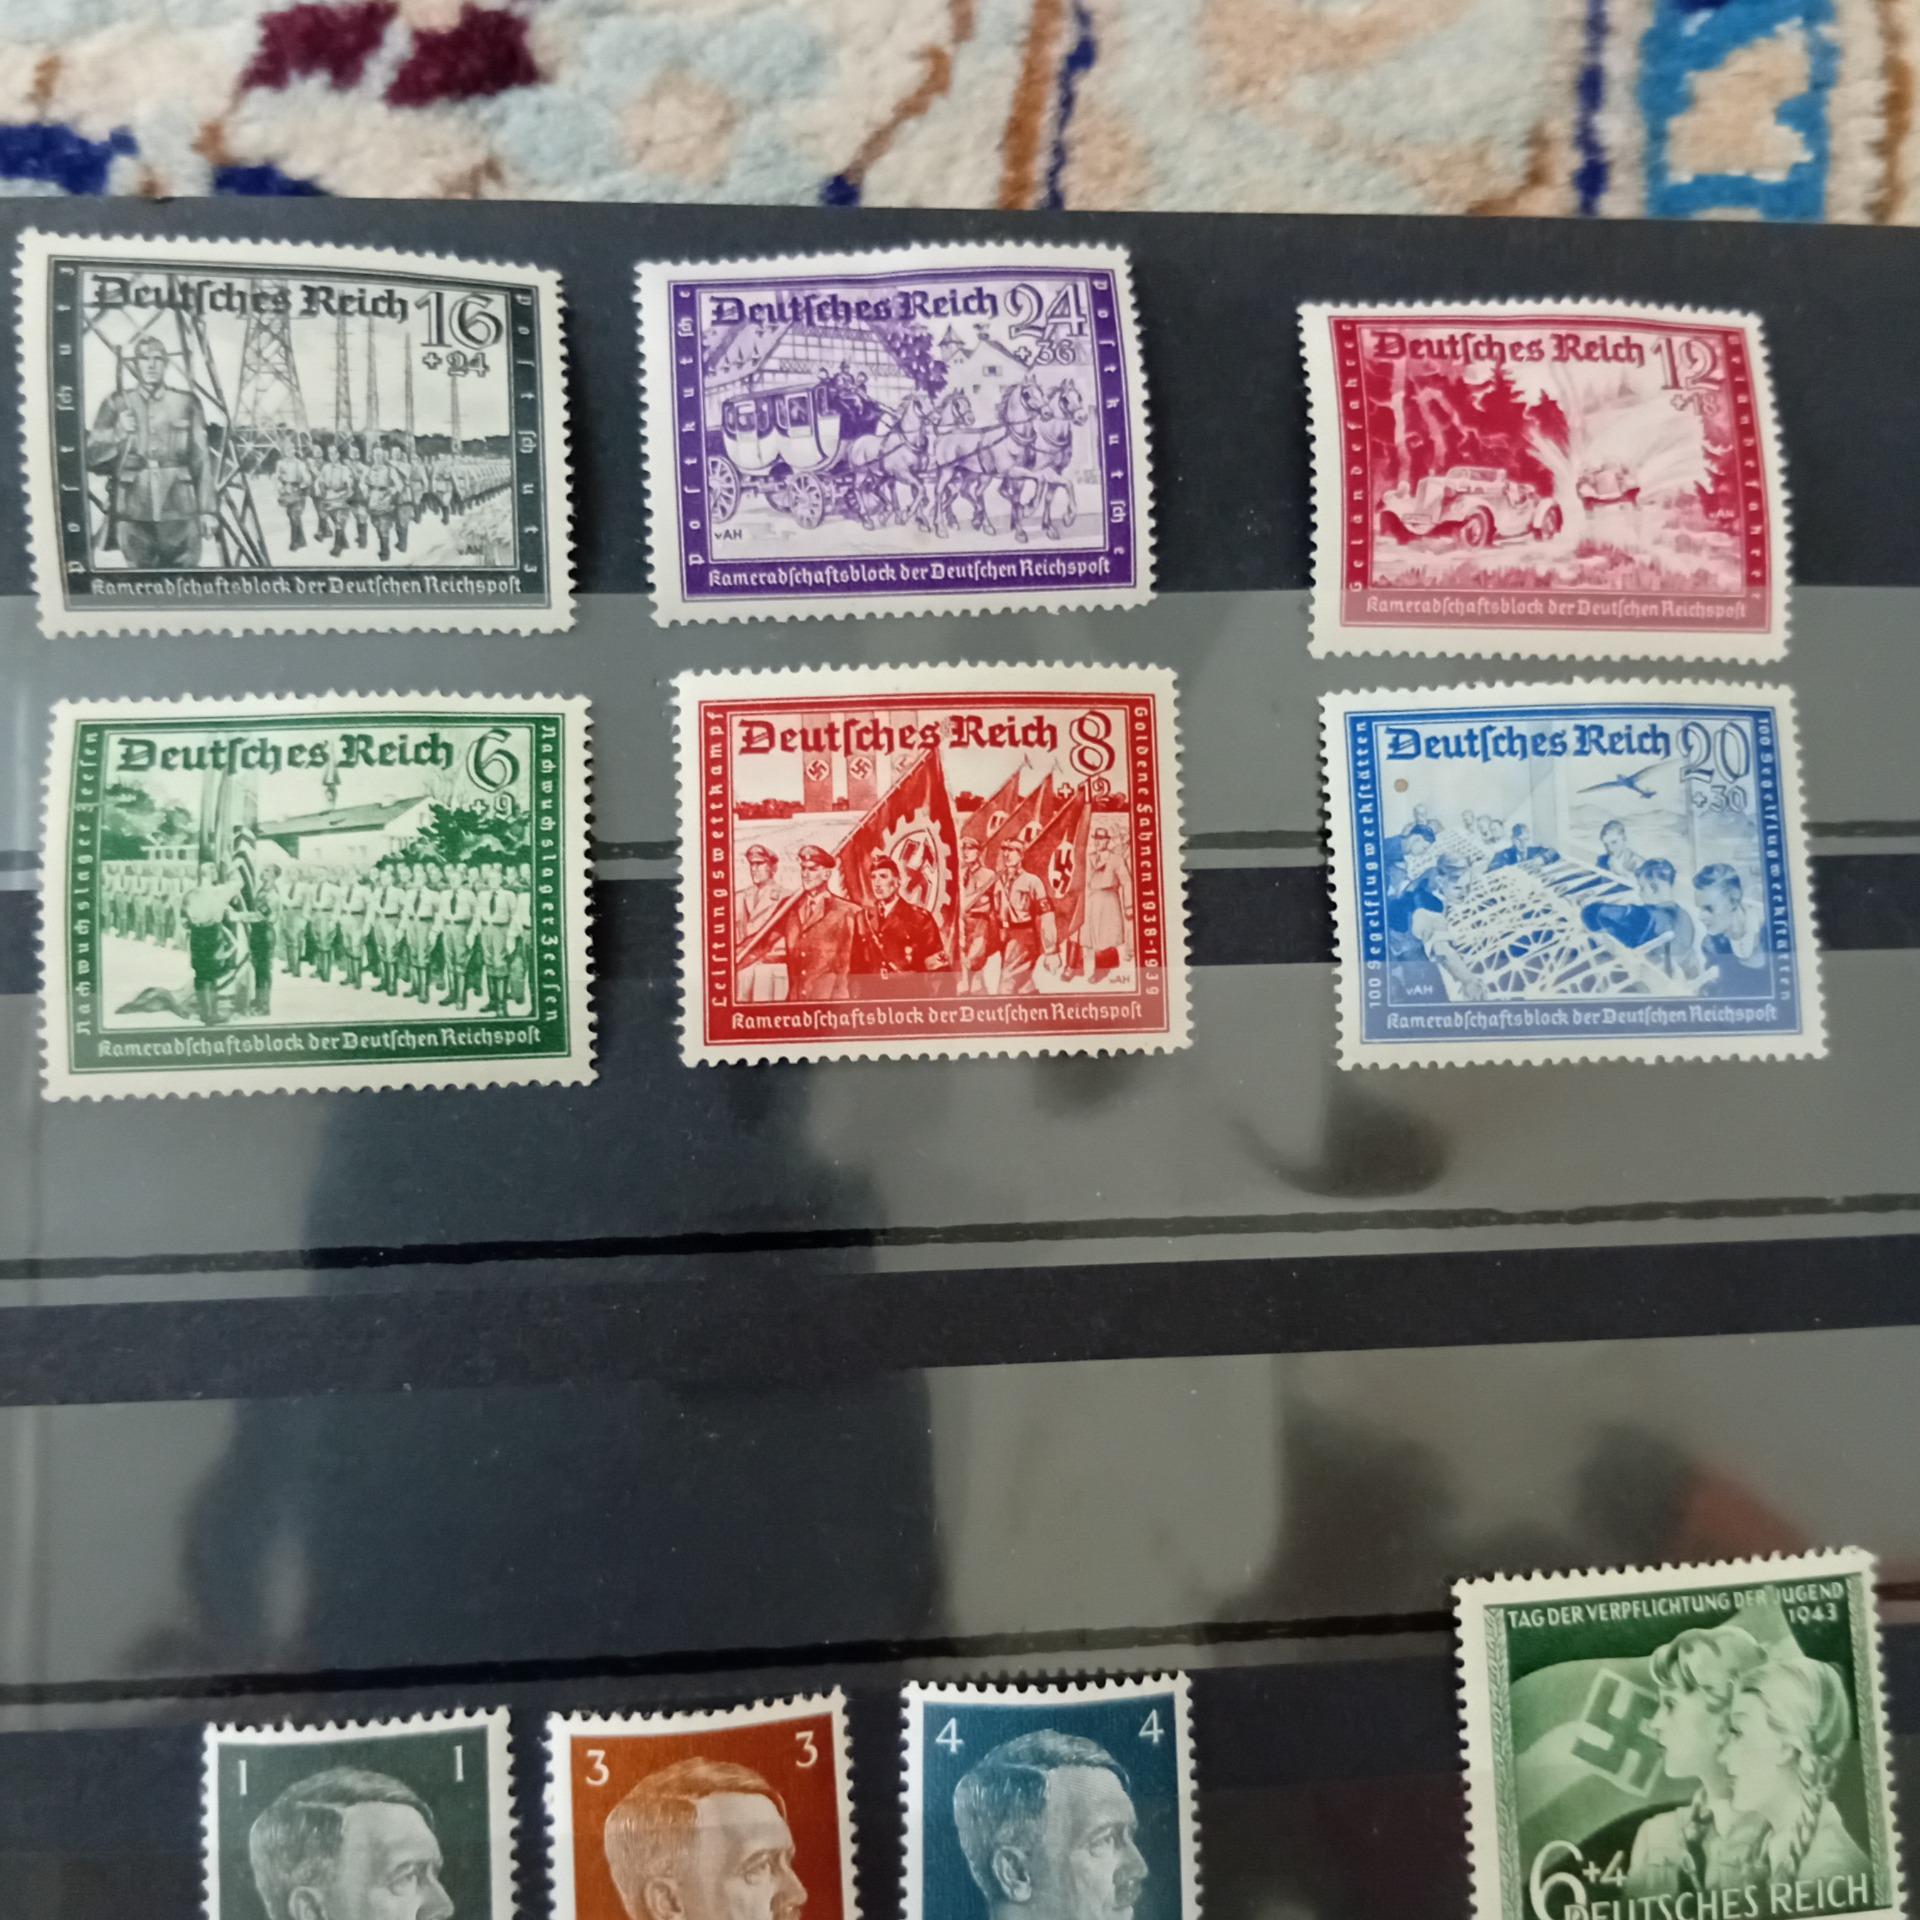 Deutsches Reich 16
+24
Postschutz
Postschutz
vAH
Kameradschaftsblock der Deutschen Reichspost
Deutsches Reich 24
+36
Postkutsche
Postkutsche
vAH
Kameradschaftsblock der Deutschen Reichspost
Deutsches Reich 12
+18
Geländefahrer
Geländefahrer
vAH
Kameradschaftsblock der Deutschen Reichspost
Deutsches Reich 6
+9
Nachwuchslager Zeesen
Nachwuchslager Zeesen
Kameradschaftsblock der Deutschen Reichspost
Deutsches Reich 8
+12
Leistungswettkampf
Goldene Fahnen 1938-1939
vAH
Kameradschaftsblock der Deutschen Reichspost
Deutsches Reich 20
+30
100 Segelflugwerkstätten
100 Segelflugwerkstätten
vAH
Kameradschaftsblock der Deutschen Reichspost
1 1
3 3
4 4
TAG DER VERPFLICHTUNG DER JUGEND
1943
6+4
DEUTSCHES REICH